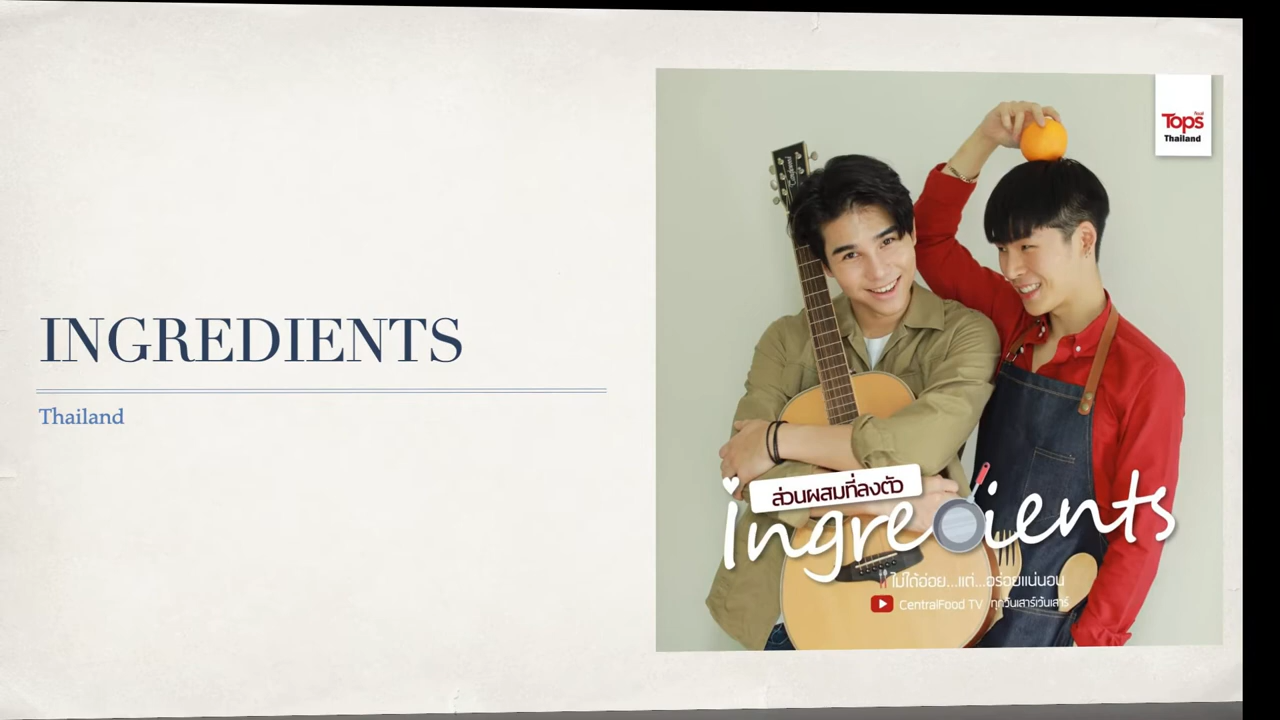 INGREDIENTS
Thailand
Tops
Thailand
ส่วนผสมที่ลงตัว
ingredients
ไม่ได้อ่อย...แต่...อร่อยแน่นอน
CentralFood TV ทุกวันเสาร์เว้นเสาร์